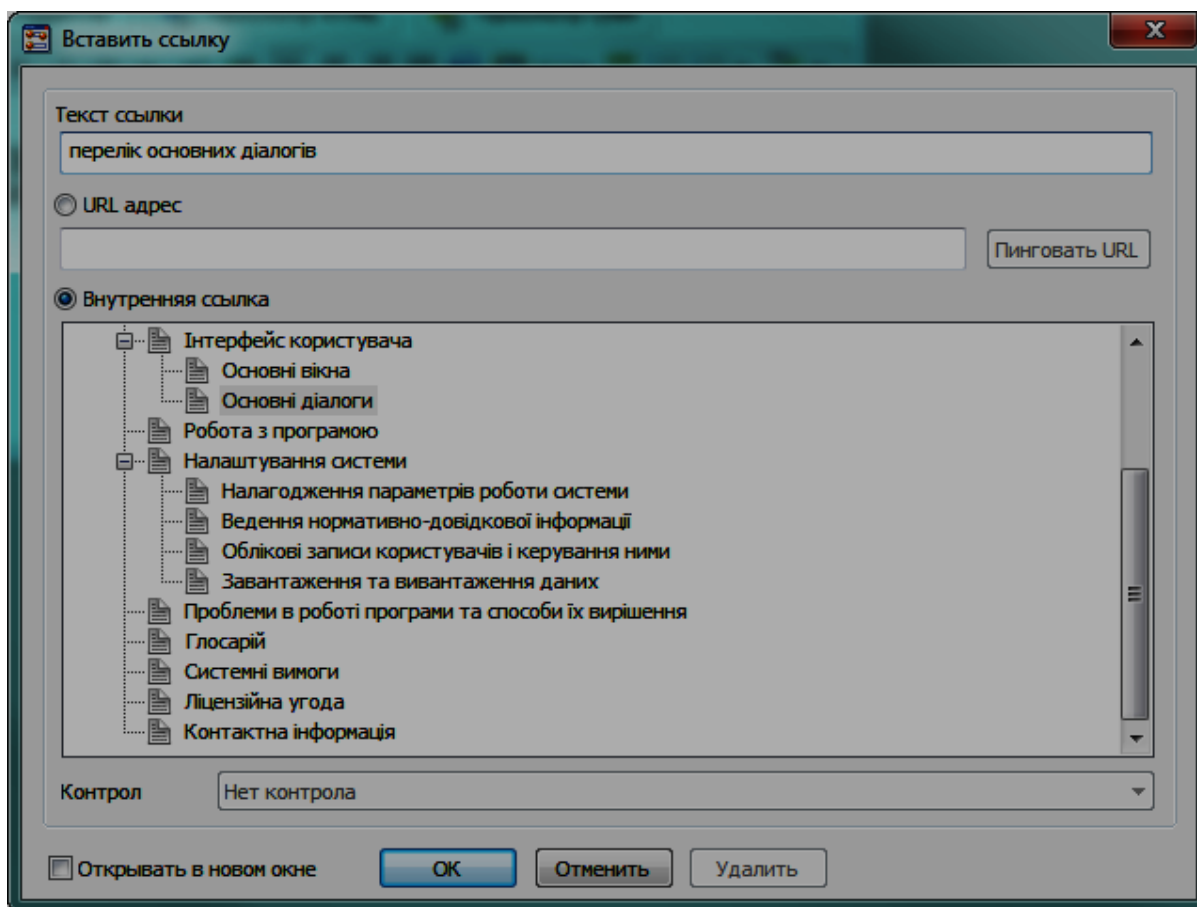 Вставить ссылку
Текст ссылки
перелік основних діалогів
URL адрес
Пинговать URL
Внутренняя ссылка
Інтерфейс користувача
Основні вікна
Основні діалоги
Робота з програмою
Налаштування системи
Налагодження параметрів роботи системи
Ведення нормативно-довідкової інформації
Облікові записи користувачів і керування ними
Завантаження та вивантаження даних
Проблеми в роботі програми та способи їх вирішення
Глосарій
Системні вимоги
Ліцензійна угода
Контактна інформація
Контрол Нет контрола
Открывать в новом окне ОК Отменить Удалить